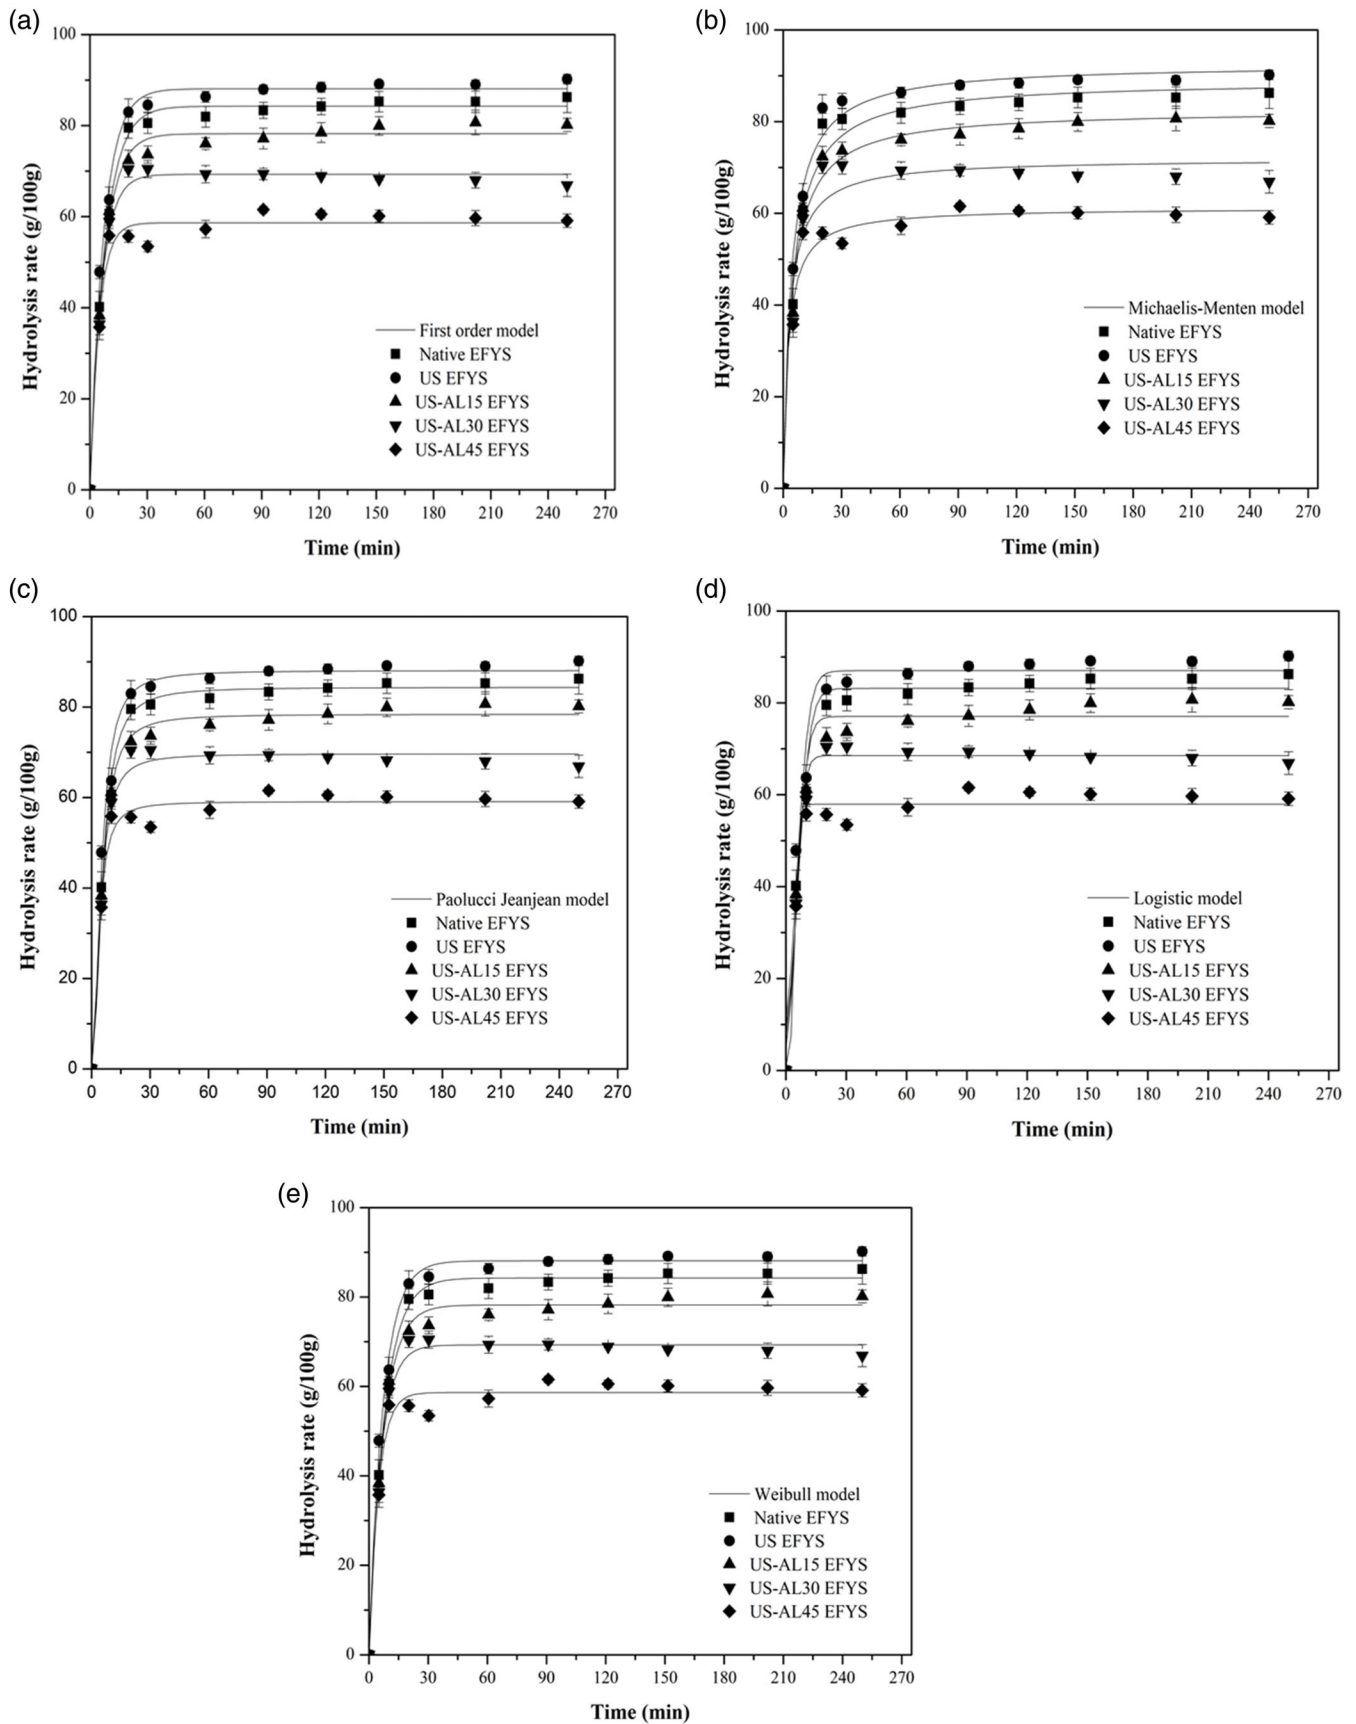 (a)
100
80
60
40
20
0
Hydrolysis rate (g/100g)
First order model
Native EFYS
US EFYS
US-AL15 EFYS
US-AL30 EFYS
US-AL45 EFYS
0 30 60 90 120 150 180 210 240 270
Time (min)
(b)
100
80
60
40
20
0
Hydrolysis rate (g/100g)
Michaelis-Menten model
Native EFYS
US EFYS
US-AL15 EFYS
US-AL30 EFYS
US-AL45 EFYS
0 30 60 90 120 150 180 210 240 270
Time (min)
(c)
100
80
60
40
20
0
Hydrolysis rate (g/100g)
Paolucci Jeanjean model
Native EFYS
US EFYS
US-AL15 EFYS
US-AL30 EFYS
US-AL45 EFYS
0 30 60 90 120 150 180 210 240 270
Time (min)
(d)
100
80
60
40
20
0
Hydrolysis rate (g/100g)
Logistic model
Native EFYS
US EFYS
US-AL15 EFYS
US-AL30 EFYS
US-AL45 EFYS
0 30 60 90 120 150 180 210 240 270
Time (min)
(e)
100
80
60
40
20
0
Hydrolysis rate (g/100g)
Weibull model
Native EFYS
US EFYS
US-AL15 EFYS
US-AL30 EFYS
US-AL45 EFYS
0 30 60 90 120 150 180 210 240 270
Time (min)